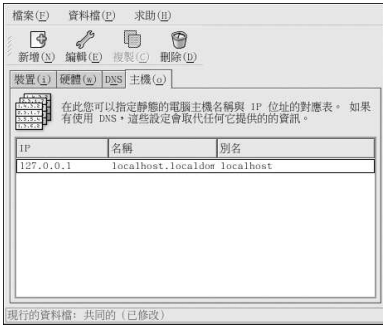 檔案(F) 資料檔(P) 求助(H)
新增(N) 編輯(E) 複製(C) 刪除(D)
裝置(i) 硬體(w) DNS 主機(o)
在此您可以指定靜態的電腦主機名稱與 IP 位址的對應表。 如果
有使用 DNS，這些設定會取代任何它提供的的資訊。
IP 名稱 別名
127.0.0.1 localhost.localdom localhost
現行的資料檔: 共同的 (已修改)